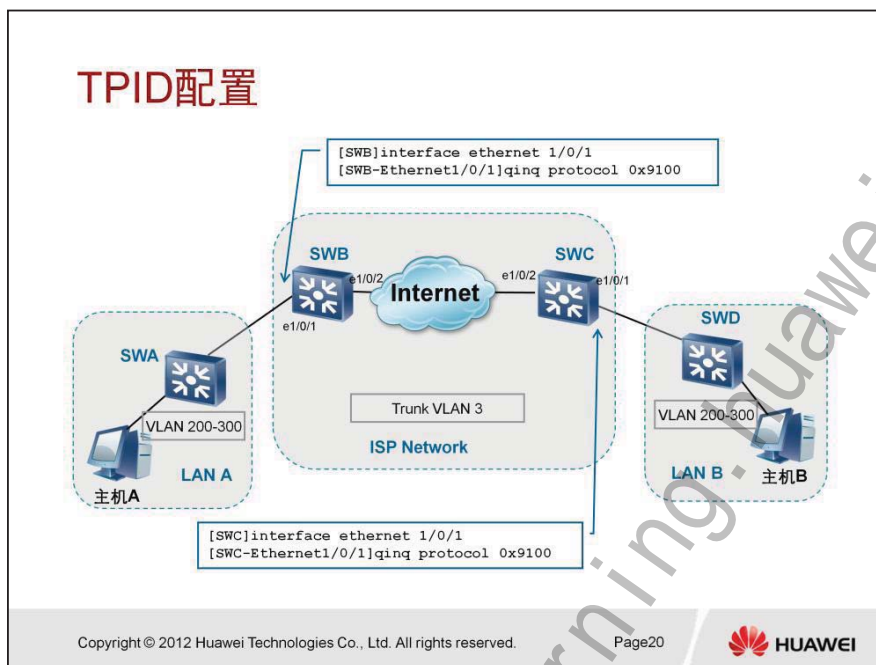 TPID配置
[SWB]interface ethernet 1/0/1
[SWB-Ethernet1/0/1]qinq protocol 0x9100
SWB
SWC
e1/0/2
Internet
e1/0/2
e1/0/1
e1/0/1
SWA
SWD
VLAN 200-300
Trunk VLAN 3
VLAN 200-300
ISP Network
LAN A
LAN B
主机A
主机B
[SWC]interface ethernet 1/0/1
[SWC-Ethernet1/0/1]qinq protocol 0x9100
Copyright © 2012 Huawei Technologies Co., Ltd. All rights reserved.
Page20
HUAWEI
rning.huawei.